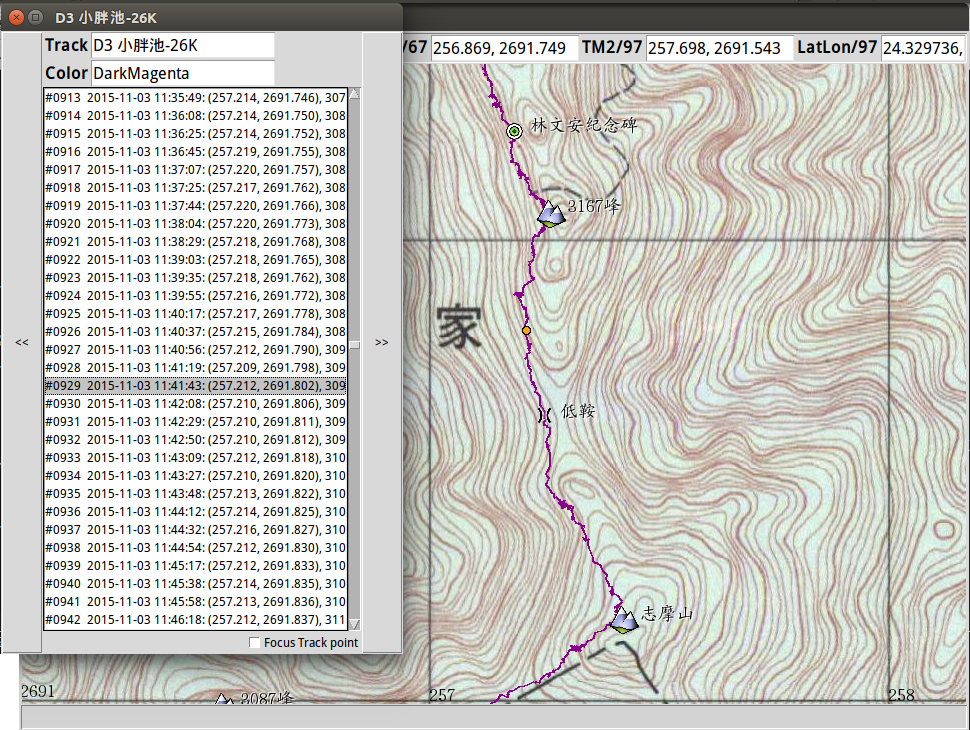 D3 小胖池-26K
Track D3 小胖池-26K
Color DarkMagenta
/67 256.869, 2691.749 TM2/97 257.698, 2691.543 LatLon/97 24.329736,
#0913 2015-11-03 11:35:49: (257.214, 2691.746), 307
#0914 2015-11-03 11:36:08: (257.214, 2691.750), 308
#0915 2015-11-03 11:36:25: (257.214, 2691.752), 308
#0916 2015-11-03 11:36:45: (257.219, 2691.755), 308
#0917 2015-11-03 11:37:07: (257.220, 2691.757), 308
#0918 2015-11-03 11:37:25: (257.217, 2691.762), 308
#0919 2015-11-03 11:37:44: (257.220, 2691.766), 308
#0920 2015-11-03 11:38:04: (257.220, 2691.773), 308
#0921 2015-11-03 11:38:29: (257.218, 2691.768), 308
#0922 2015-11-03 11:39:03: (257.218, 2691.765), 308
#0923 2015-11-03 11:39:35: (257.218, 2691.762), 308
#0924 2015-11-03 11:39:55: (257.216, 2691.772), 308
#0925 2015-11-03 11:40:17: (257.217, 2691.778), 308
#0926 2015-11-03 11:40:37: (257.215, 2691.784), 308
#0927 2015-11-03 11:40:56: (257.212, 2691.790), 309
#0928 2015-11-03 11:41:19: (257.209, 2691.798), 309
#0929 2015-11-03 11:41:43: (257.212, 2691.802), 309
#0930 2015-11-03 11:42:08: (257.210, 2691.806), 309
#0931 2015-11-03 11:42:29: (257.210, 2691.811), 309
#0932 2015-11-03 11:42:50: (257.210, 2691.812), 309
#0933 2015-11-03 11:43:09: (257.212, 2691.818), 310
#0934 2015-11-03 11:43:27: (257.210, 2691.820), 310
#0935 2015-11-03 11:43:48: (257.213, 2691.822), 310
#0936 2015-11-03 11:44:12: (257.214, 2691.825), 310
#0937 2015-11-03 11:44:32: (257.216, 2691.827), 310
#0938 2015-11-03 11:44:54: (257.212, 2691.830), 310
#0939 2015-11-03 11:45:17: (257.212, 2691.833), 310
#0940 2015-11-03 11:45:38: (257.214, 2691.835), 310
#0941 2015-11-03 11:45:58: (257.213, 2691.836), 310
#0942 2015-11-03 11:46:18: (257.212, 2691.837), 311
<<
>>
Focus Track point
林文安紀念碑
3167峰
家
低鞍
志摩山
2691
3087峰
257
258